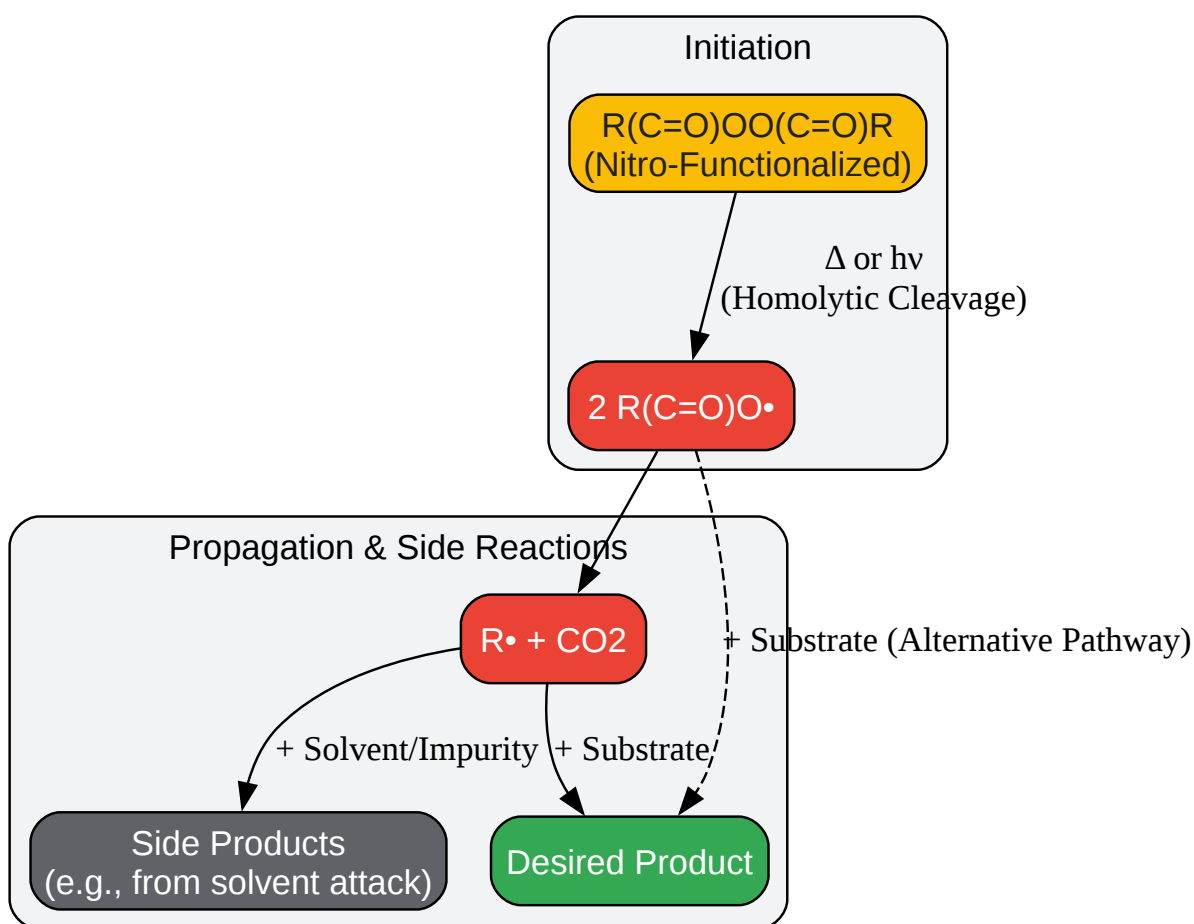 Initiation
R(C=O)OO(C=O)R
(Nitro-Functionalized)
Δ or hν
(Homolytic Cleavage)
2 R(C=O)O•
Propagation & Side Reactions
R• + CO2
+ Substrate (Alternative Pathway)
+ Solvent/Impurity
+ Substrate
Side Products
(e.g., from solvent attack)
Desired Product